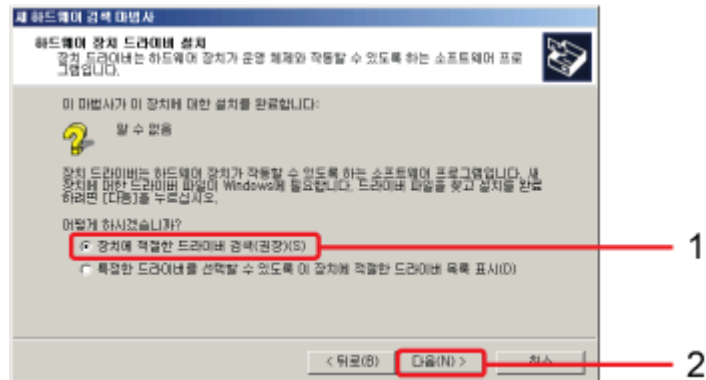 새 하드웨어 검색 마법사
하드웨어 장치 드라이버 설치
장치 드라이버는 하드웨어 장치가 운영 체제와 작동할 수 있도록 하는 소프트웨어 프로
그램입니다.
이 마법사가 이 장치에 대한 설치를 완료합니다:
알 수 없음
장치 드라이버는 하드웨어 장치가 작동할 수 있도록 하는 소프트웨어 프로그램입니다. 새
장치에 대한 드라이버 파일이 Windows에 필요합니다. 드라이버 파일을 찾고 설치를 완료
하려면 [다음]을 누르십시오.
어떻게 하시겠습니까?
장치에 적절한 드라이버 검색(권장)(S)
1
특정한 드라이버를 선택할 수 있도록 이 장치에 적절한 드라이버 목록 표시(D)
< 뒤로(B)
다음(N) >
취소
2